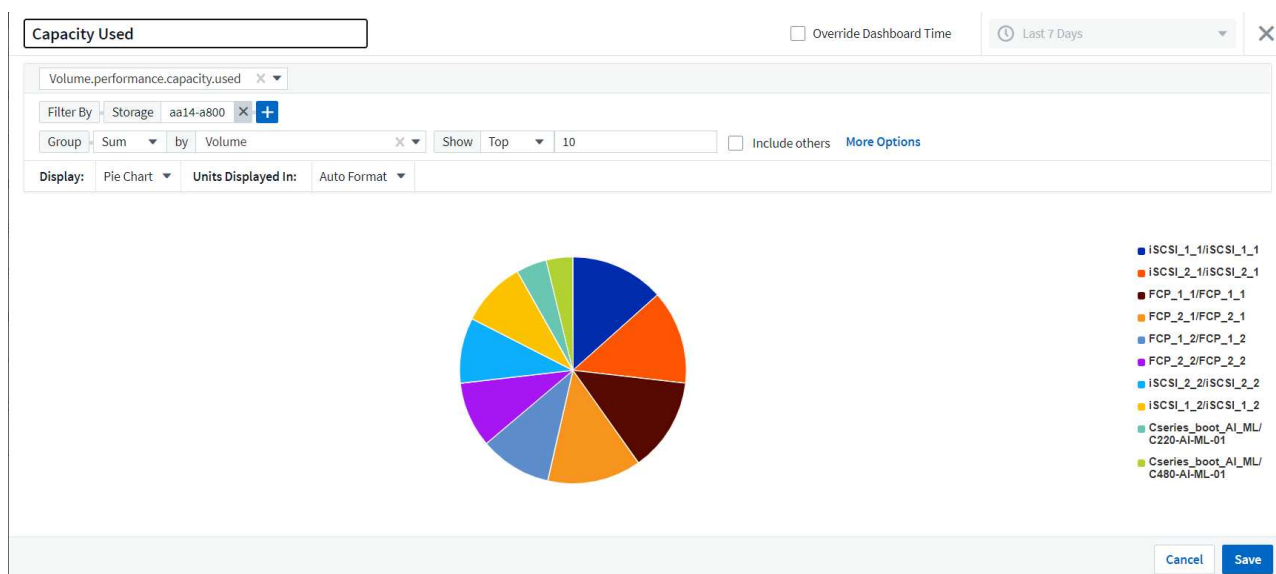 Capacity Used Override Dashboard Time Last 7 Days
Volume.performance.capacity.used
Filter By Storage aa14-a800
Group Sum by Volume Show Top 10 Include others More Options
Display: Pie Chart Units Displayed In: Auto Format
iSCSI_1_1/iSCSI_1_1
iSCSI_2_1/iSCSI_2_1
FCP_1_1/FCP_1_1
FCP_2_1/FCP_2_1
FCP_1_2/FCP_1_2
FCP_2_2/FCP_2_2
iSCSI_2_2/iSCSI_2_2
iSCSI_1_2/iSCSI_1_2
Cseries_boot_AI_ML/
C220-AI-ML-01
Cseries_boot_AI_ML/
C480-AI-ML-01
Cancel Save